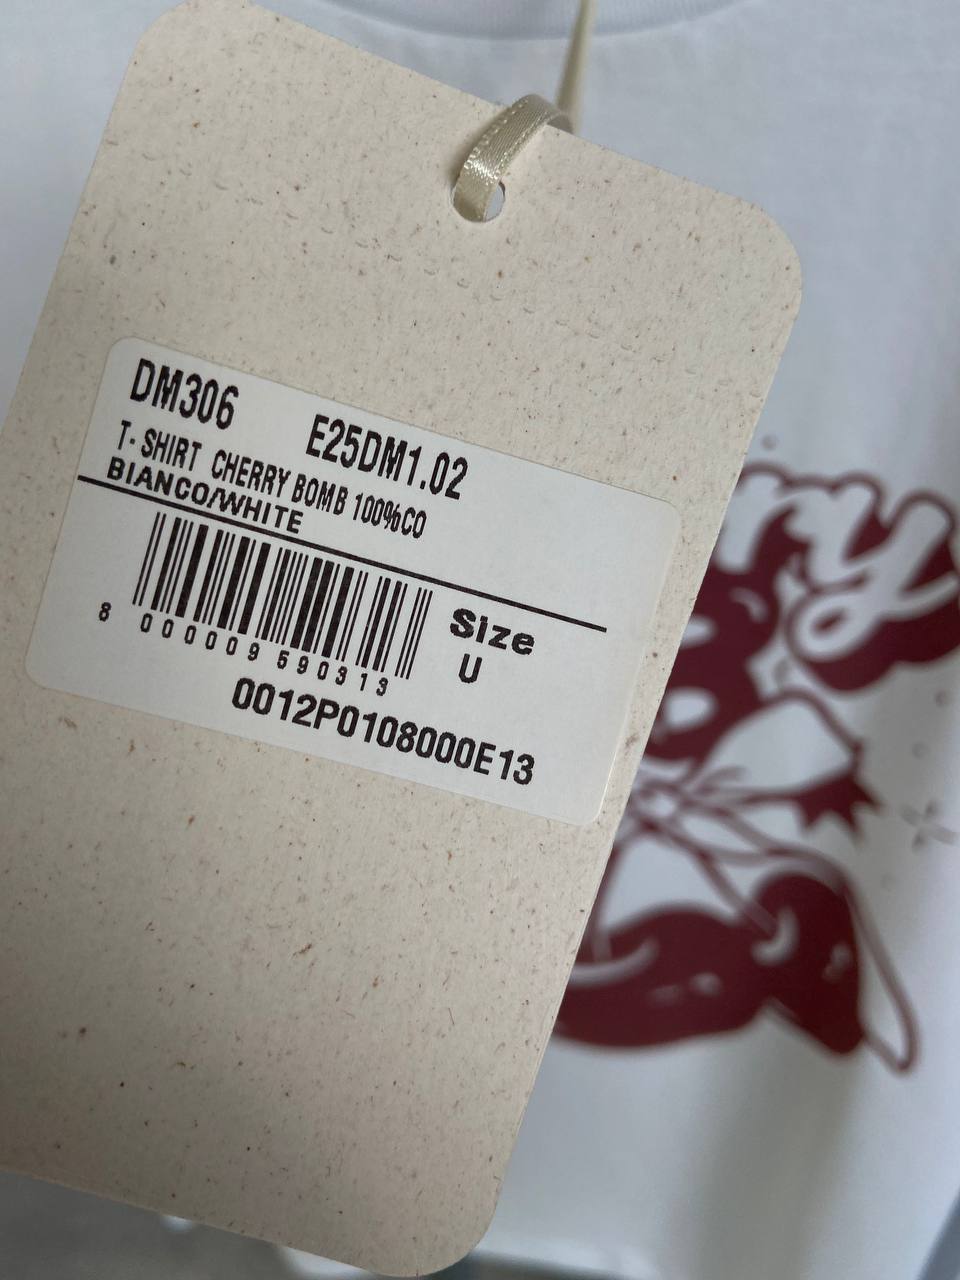 DM306 E25DM1.02
T- SHIRT CHERRY BOMB 100%CO
BIANCO/WHITE
Size
U
8 000009 590313
0012P0108000E13